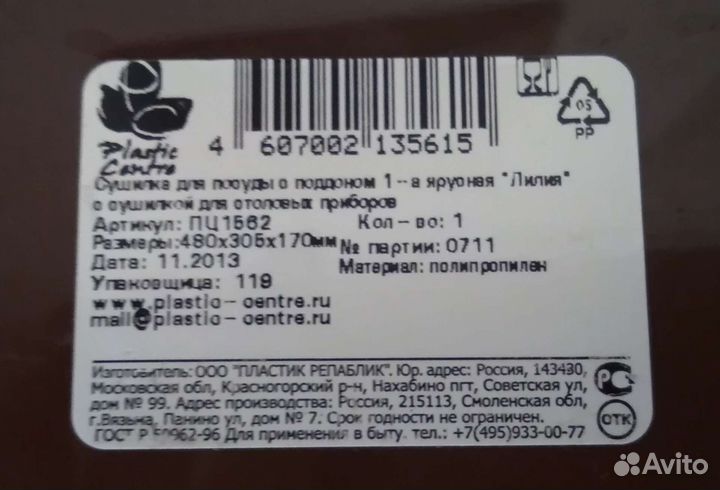 Plastic
Centre
4 607002 135615
05
PP
Сушилка для посуды с поддоном 1-а ярусная "Лилия"
с сушилкой для столовых приборов
Артикул: ПЦ1562 Кол-во: 1
Размеры:480x305x170мм № партии: 0711
Дата: 11.2013 Материал: полипропилен
Упаковщица: 119
www.plastic-centre.ru
mail@plastic-centre.ru
Изготовитель: ООО "ПЛАСТИК РЕПАБЛИК". Юр. адрес: Россия, 143430,
Московская обл, Красногорский р-н, Нахабино пгт, Советская ул,
дом № 99. Адрес производства: Россия, 215113, Смоленская обл,
г.Вязьма, Панино ул, дом № 7. Срок годности не ограничен.
ГОСТ Р 50962-96 Для применения в быту. тел.: +7(495)933-00-77
РС
ОТК
Avito